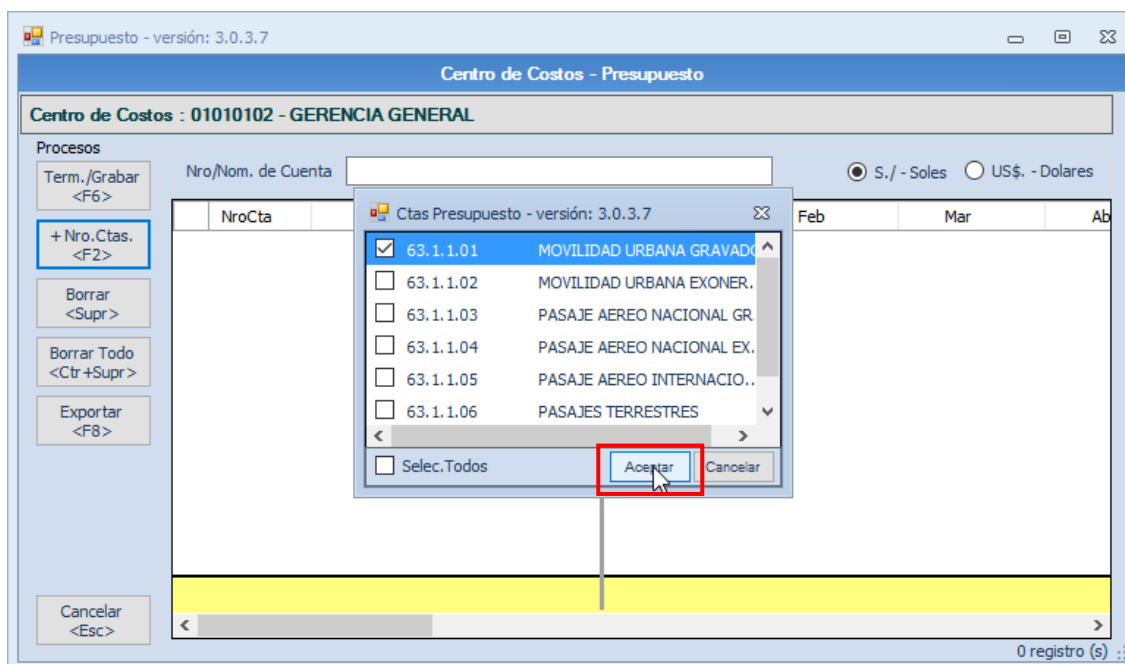 Presupuesto - versión: 3.0.3.7
Centro de Costos - Presupuesto
Centro de Costos : 01010102 - GERENCIA GENERAL
Procesos
Term./Grabar
<F6>
+ Nro.Ctas.
<F2>
Borrar
<Supr>
Borrar Todo
<Ctr+Supr>
Exportar
<F8>
Cancelar
<Esc>
Nro/Nom. de Cuenta
S./ - Soles US$. - Dolares
NroCta Feb Mar Ab
Ctas Presupuesto - versión: 3.0.3.7
63.1.1.01 MOVILIDAD URBANA GRAVADO
63.1.1.02 MOVILIDAD URBANA EXONER.
63.1.1.03 PASAJE AEREO NACIONAL GR
63.1.1.04 PASAJE AEREO NACIONAL EX.
63.1.1.05 PASAJE AEREO INTERNACIO..
63.1.1.06 PASAJES TERRESTRES
Selec.Todos Aceptar Cancelar
0 registro (s)